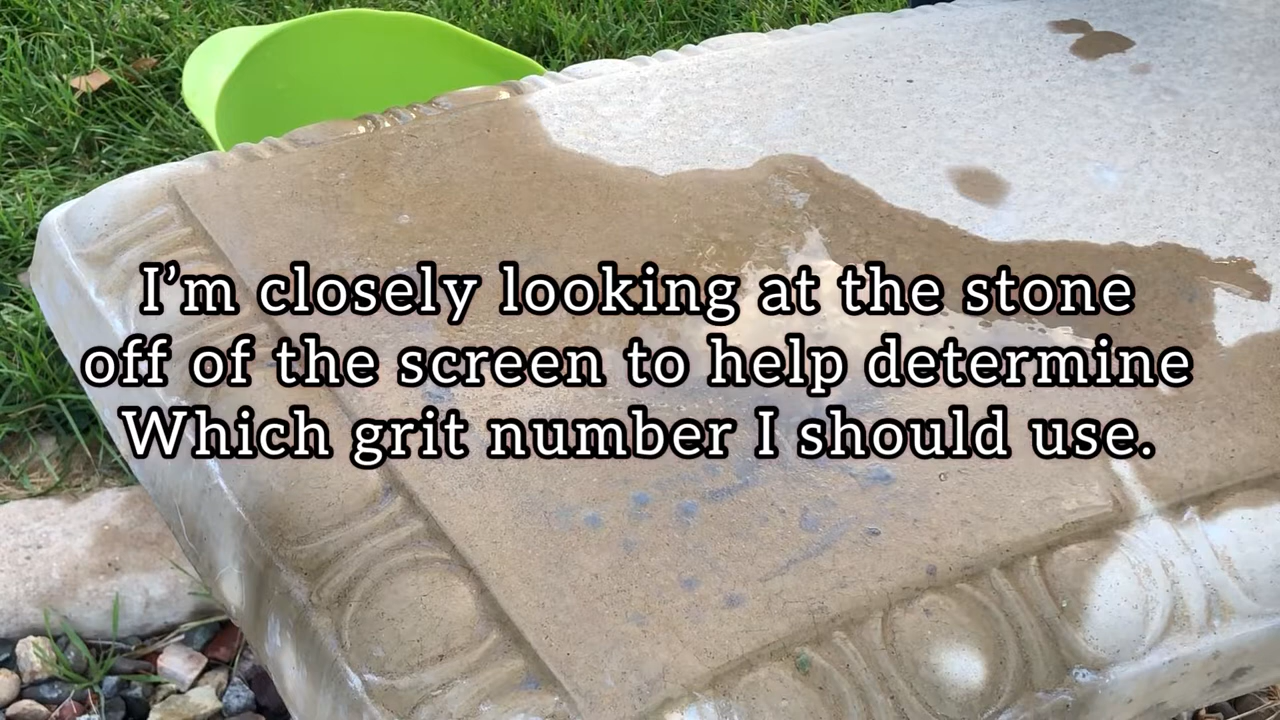 I’m closely looking at the stone
off of the screen to help determine
Which grit number I should use.